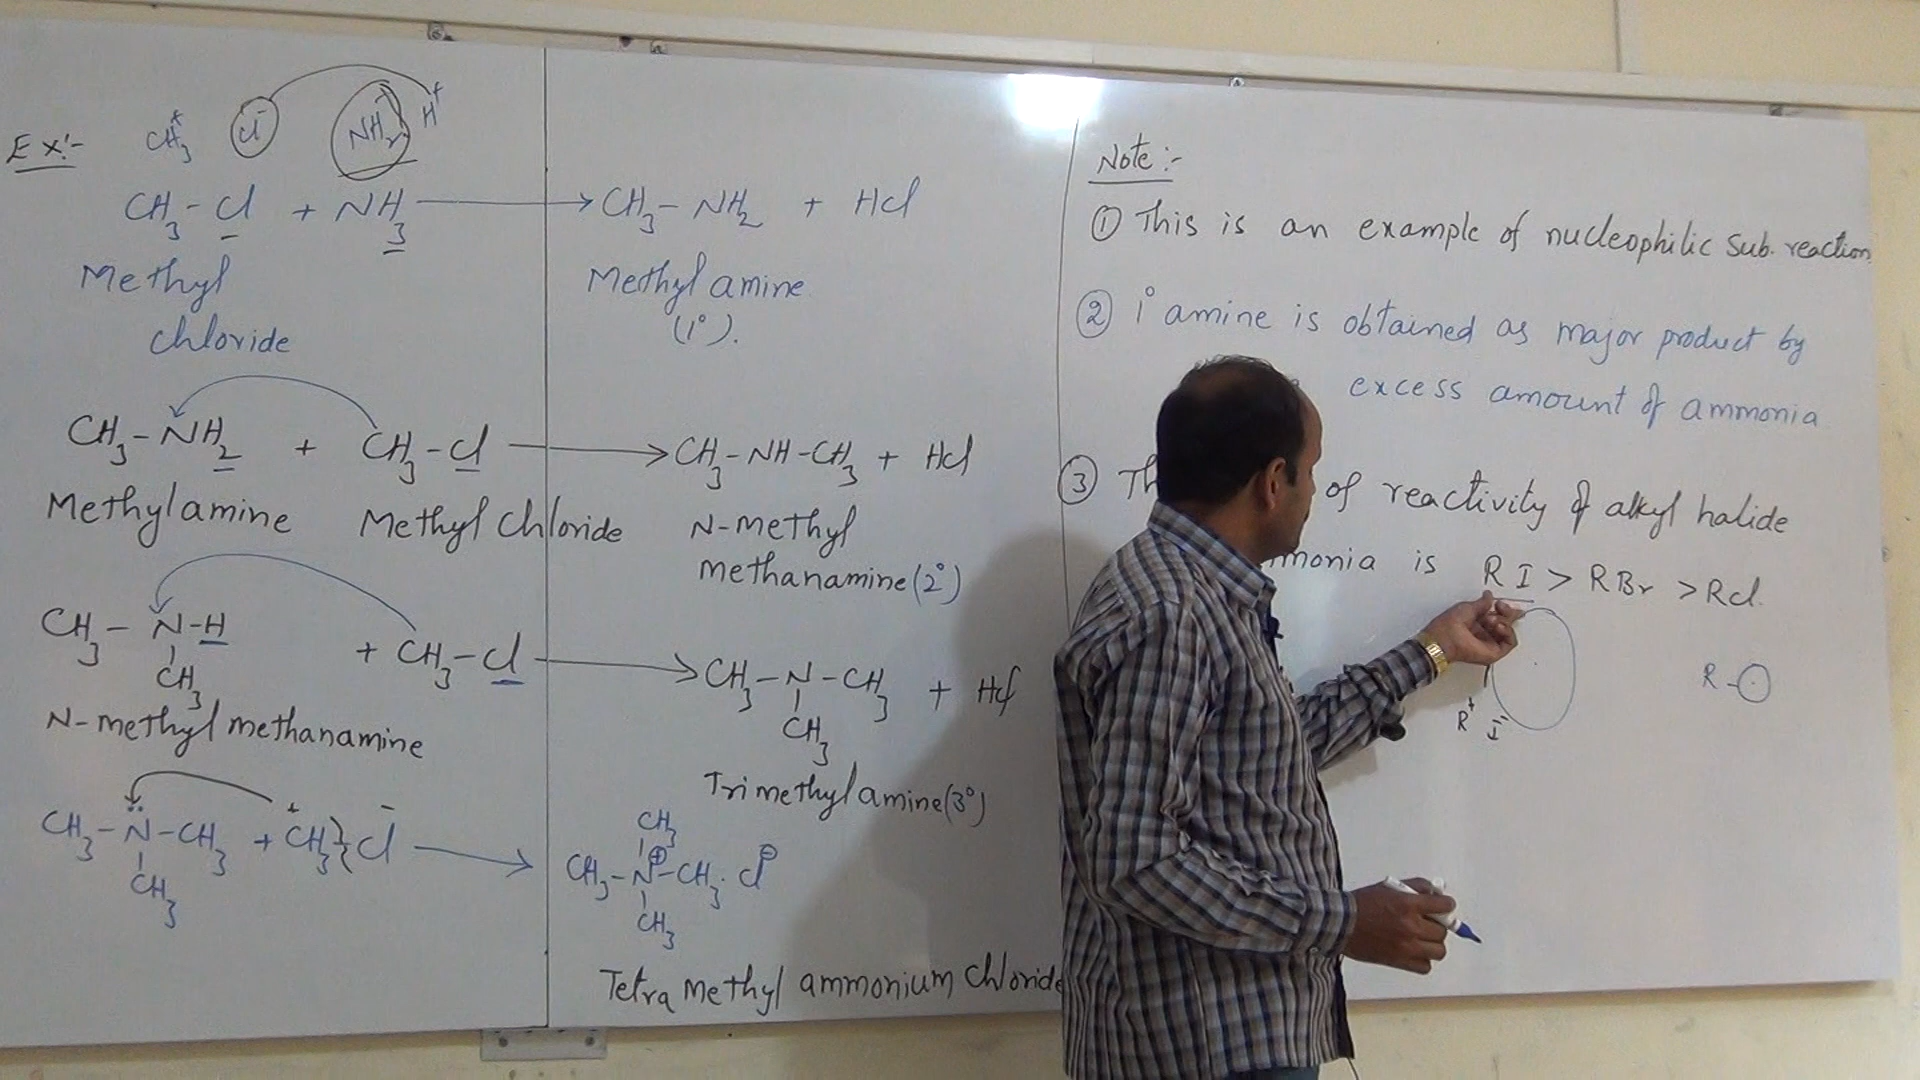 Ex:-
CH3+ Cl- NH2- H+
CH3-Cl + NH3 → CH3-NH2 + HCl
Methyl chloride
Methyl amine (1°).
CH3-NH2 + CH3-Cl → CH3-NH-CH3 + HCl
Methylamine Methyl chloride
N-methyl
methanamine (2°)
CH3-N-H + CH3-Cl → CH3-N-CH3 + HCl
CH3
CH3
N-methyl methanamine
Trimethylamine (3°)
CH3
CH3-N̈-CH3 + CH3+ Cl- → CH3-N⊕-CH3. Cl⊖
CH3
CH3
Tetra Methyl ammonium chloride
Note:-
① This is an example of nucleophilic sub. reaction
② 1° amine is obtained as major product by
excess amount of ammonia
③ of reactivity of alkyl halide
is RI > RBr > RCl.
R+ I-
R-